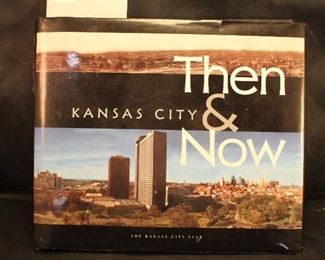 Then
KANSAS CITY &
Now
THE KANSAS CITY STAR